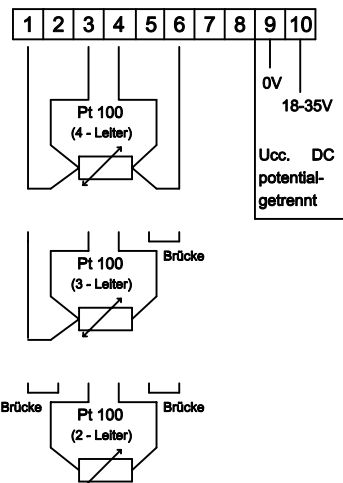 1 2 3 4 5 6 7 8 9 10
0V
18-35V
Pt 100
(4 - Leiter)
Ucc. DC
potential-
getrennt
Brücke
Pt 100
(3 - Leiter)
Brücke
Brücke
Pt 100
(2 - Leiter)